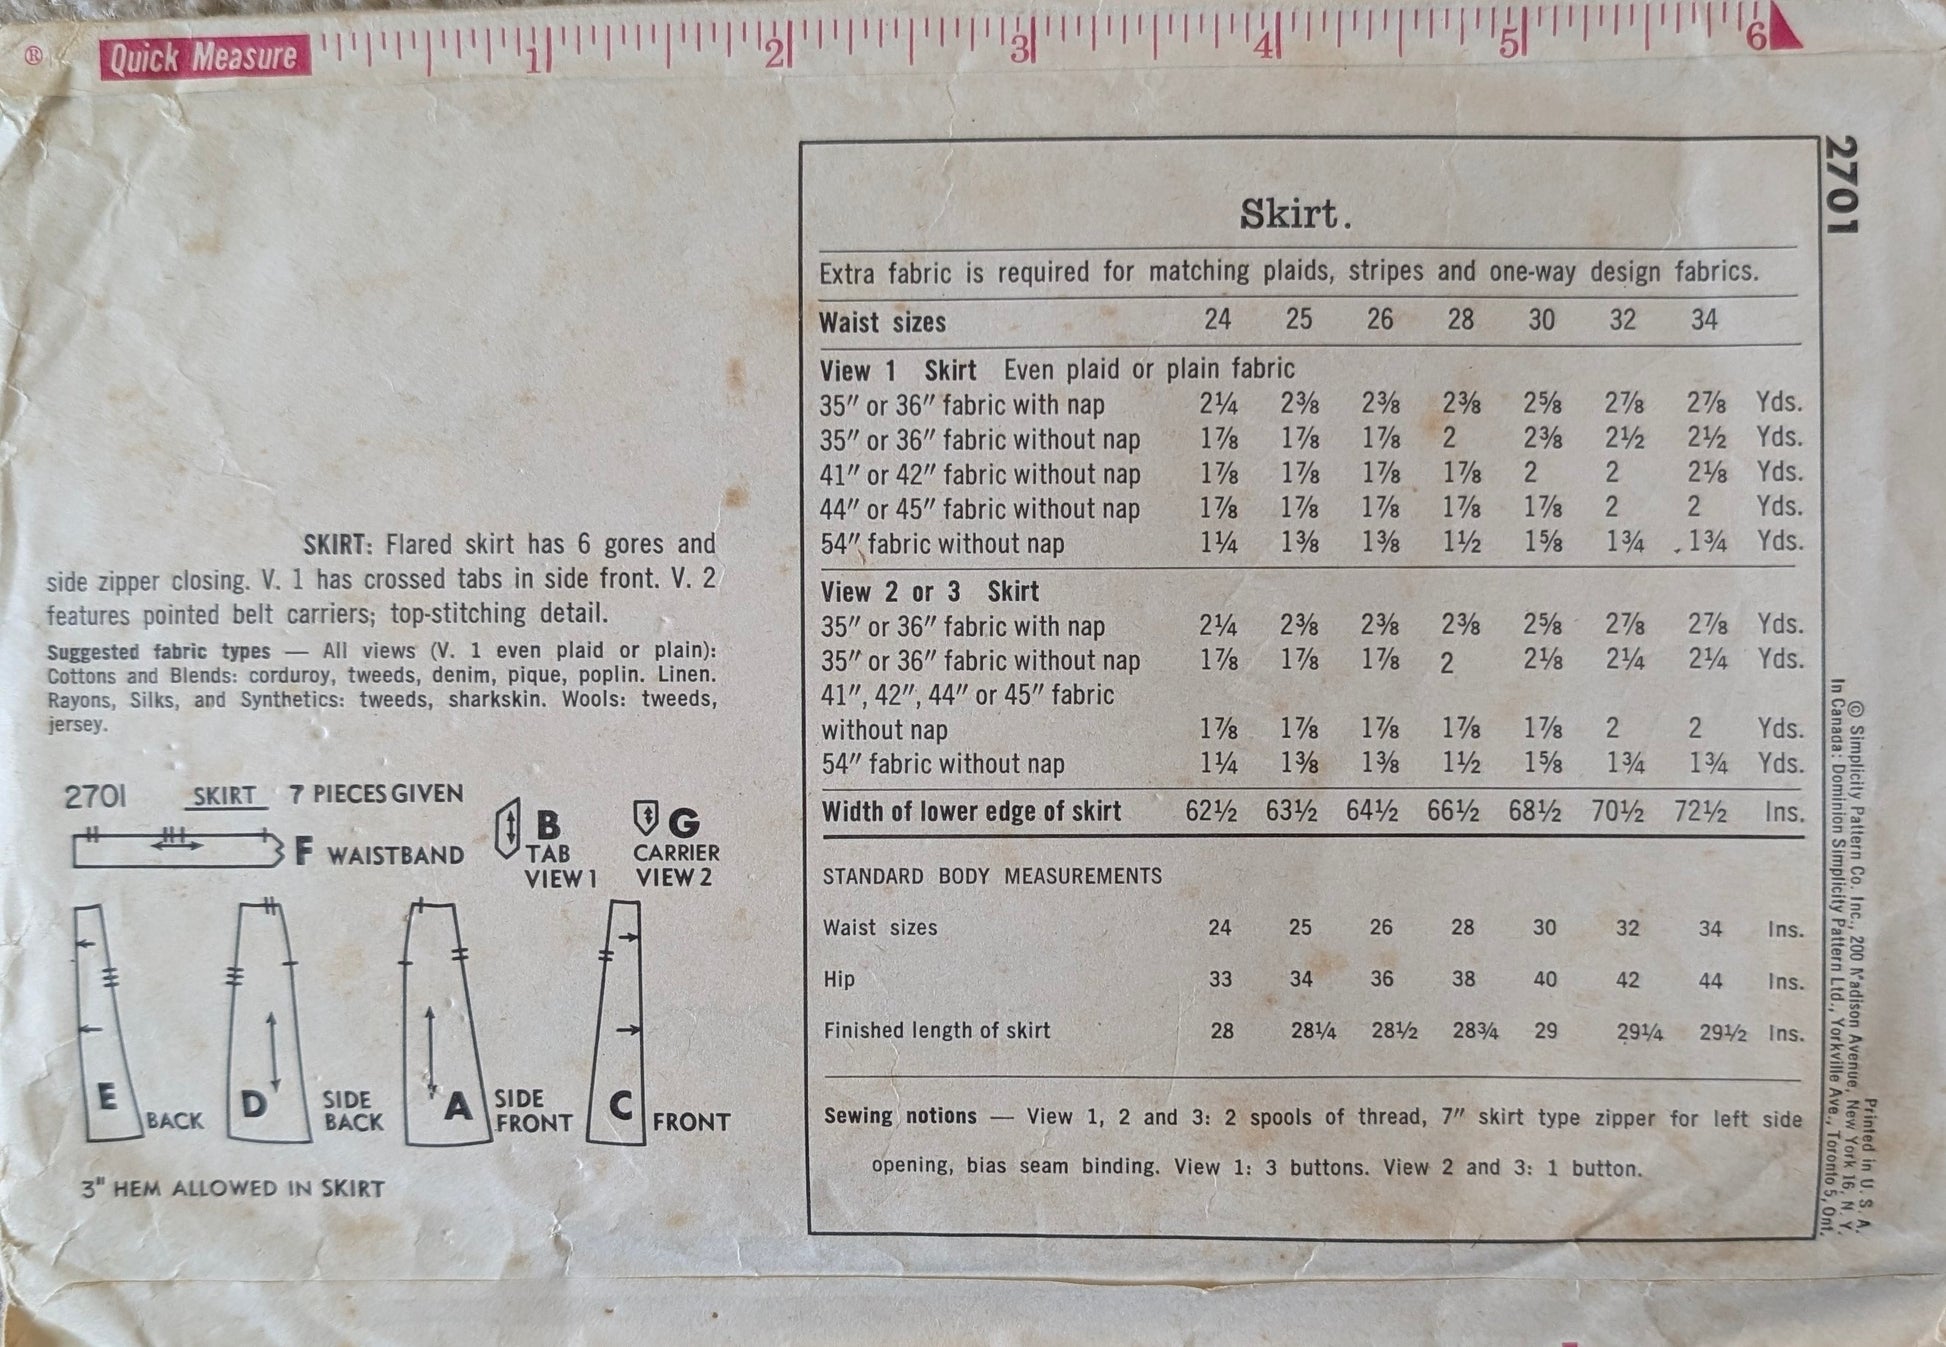 ® Quick Measure 1 2 3 4 5 6
SKIRT: Flared skirt has 6 gores and
side zipper closing. V. 1 has crossed tabs in side front. V. 2
features pointed belt carriers; top-stitching detail.
Suggested fabric types — All views (V. 1 even plaid or plain):
Cottons and Blends: corduroy, tweeds, denim, pique, poplin. Linen.
Rayons, Silks, and Synthetics: tweeds, sharkskin. Wools: tweeds,
jersey.
2701 SKIRT 7 PIECES GIVEN
F WAISTBAND
B
TAB
VIEW 1
G
CARRIER
VIEW 2
E BACK
D SIDE
BACK
A SIDE
FRONT
C FRONT
3" HEM ALLOWED IN SKIRT
Skirt.
Extra fabric is required for matching plaids, stripes and one-way design fabrics.
Waist sizes 24 25 26 28 30 32 34
View 1 Skirt Even plaid or plain fabric
35" or 36" fabric with nap 2¼ 2⅜ 2⅜ 2⅜ 2⅝ 2⅞ 2⅞ Yds.
35" or 36" fabric without nap 1⅞ 1⅞ 1⅞ 2 2⅜ 2½ 2½ Yds.
41" or 42" fabric without nap 1⅞ 1⅞ 1⅞ 1⅞ 2 2 2⅛ Yds.
44" or 45" fabric without nap 1⅞ 1⅞ 1⅞ 1⅞ 1⅞ 2 2 Yds.
54" fabric without nap 1¼ 1⅜ 1⅜ 1½ 1⅝ 1¾ 1¾ Yds.
View 2 or 3 Skirt
35" or 36" fabric with nap 2¼ 2⅜ 2⅜ 2⅜ 2⅝ 2⅞ 2⅞ Yds.
35" or 36" fabric without nap 1⅞ 1⅞ 1⅞ 2 2⅛ 2¼ 2¼ Yds.
41", 42", 44" or 45" fabric
without nap 1⅞ 1⅞ 1⅞ 1⅞ 1⅞ 2 2 Yds.
54" fabric without nap 1¼ 1⅜ 1⅜ 1½ 1⅝ 1¾ 1¾ Yds.
Width of lower edge of skirt 62½ 63½ 64½ 66½ 68½ 70½ 72½ Ins.
STANDARD BODY MEASUREMENTS
Waist sizes 24 25 26 28 30 32 34 Ins.
Hip 33 34 36 38 40 42 44 Ins.
Finished length of skirt 28 28¼ 28½ 28¾ 29 29¼ 29½ Ins.
Sewing notions — View 1, 2 and 3: 2 spools of thread, 7" skirt type zipper for left side
opening, bias seam binding. View 1: 3 buttons. View 2 and 3: 1 button.
2701
Printed in U. S. A.
© Simplicity Pattern Co. Inc., 200 Madison Avenue, New York 16, N. Y.
In Canada: Dominion Simplicity Pattern Ltd., Yorkville Ave., Toronto 5, Ont.